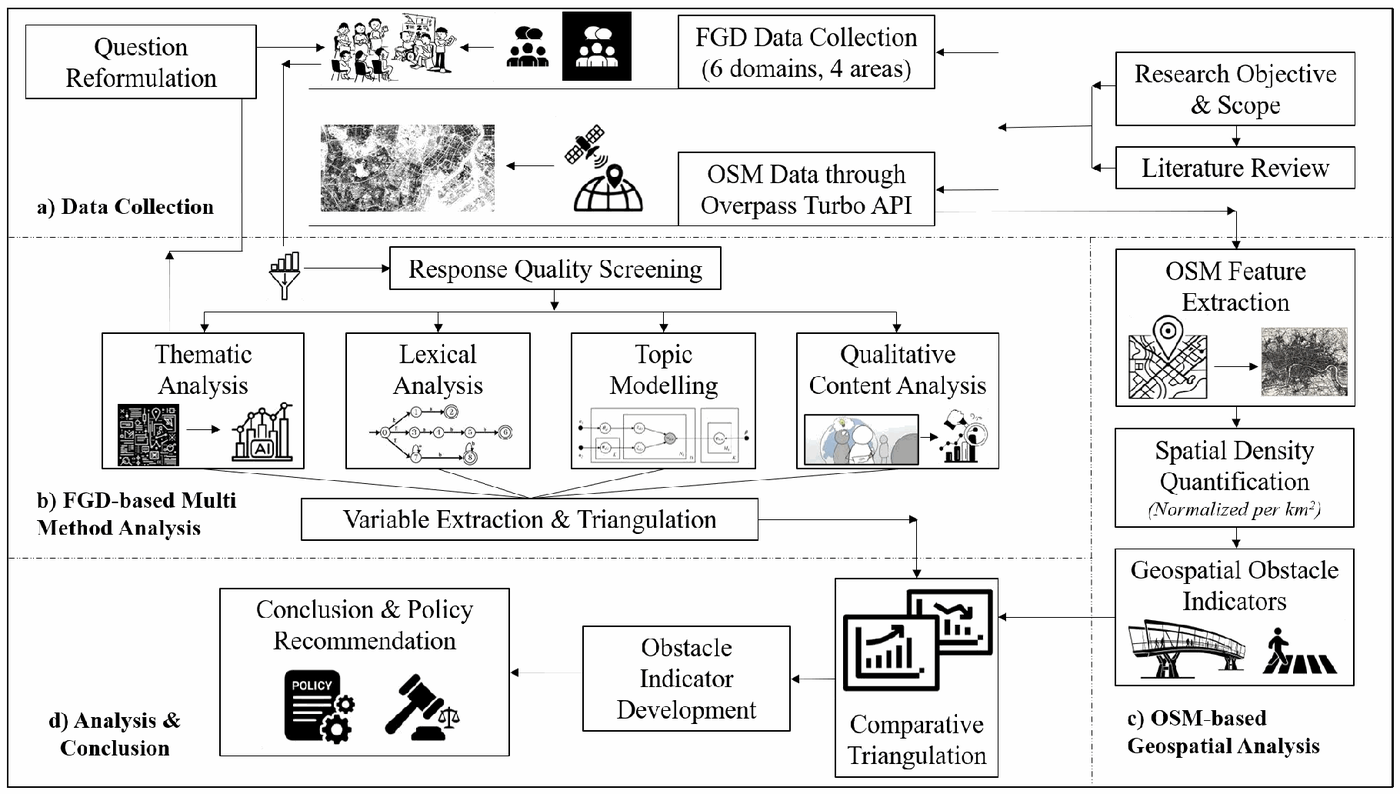 Question
Reformulation
FGD Data Collection
(6 domains, 4 areas)
Research Objective
& Scope
Literature Review
OSM Data through
Overpass Turbo API
a) Data Collection
Response Quality Screening
OSM Feature
Extraction
Thematic
Analysis
AI
Lexical
Analysis
Topic
Modelling
Qualitative
Content Analysis
Spatial Density
Quantification
(Normalized per km²)
b) FGD-based Multi
Method Analysis
Variable Extraction & Triangulation
Geospatial Obstacle
Indicators
Conclusion & Policy
Recommendation
POLICY
Obstacle
Indicator
Development
Comparative
Triangulation
d) Analysis &
Conclusion
c) OSM-based
Geospatial Analysis